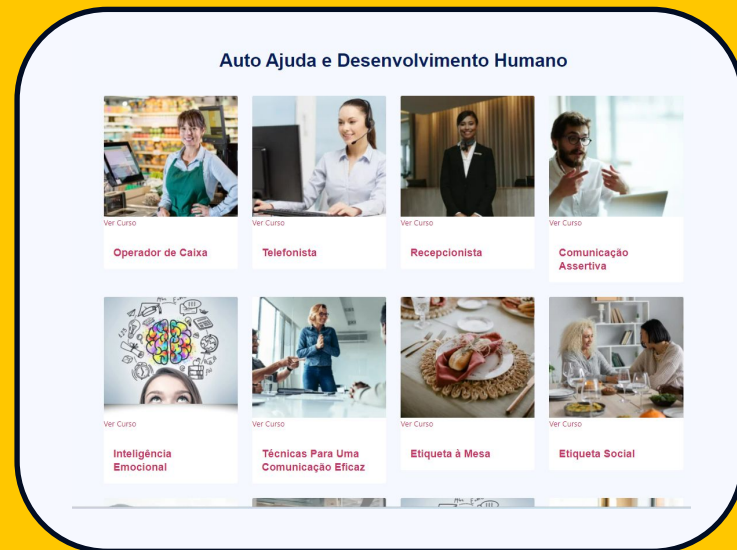 Auto Ajuda e Desenvolvimento Humano
Ver Curso
Ver Curso
Ver Curso
Ver Curso
Operador de Caixa
Telefonista
Recepcionista
Comunicação
Assertiva
Ver Curso
Ver Curso
Ver Curso
Ver Curso
Inteligência
Emocional
Técnicas Para Uma
Comunicação Eficaz
Etiqueta à Mesa
Etiqueta Social